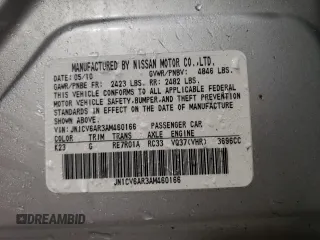 MANUFACTURED BY NISSAN MOTOR CO.,LTD.
DATE: 05/10 GVWR/PNBV: 4846 LBS.
GAWR/PNBE FR: 2423 LBS. RR: 2482 LBS.
THIS VEHICLE CONFORMS TO ALL APPLICABLE FEDERAL
MOTOR VEHICLE SAFETY, BUMPER, AND THEFT PREVENTION
STANDARDS IN EFFECT ON THE DATE OF MANUFACTURE
SHOWN ABOVE.
V.I.N: JN1CV6AR3AM460166 PASSENGER CAR
COLOR TRIM TRANS AXLE ENGINE
K23 G RE7R01A RC33 VQ37(VHR) 3696CC
JN1CV6AR3AM460166
DREAMBID